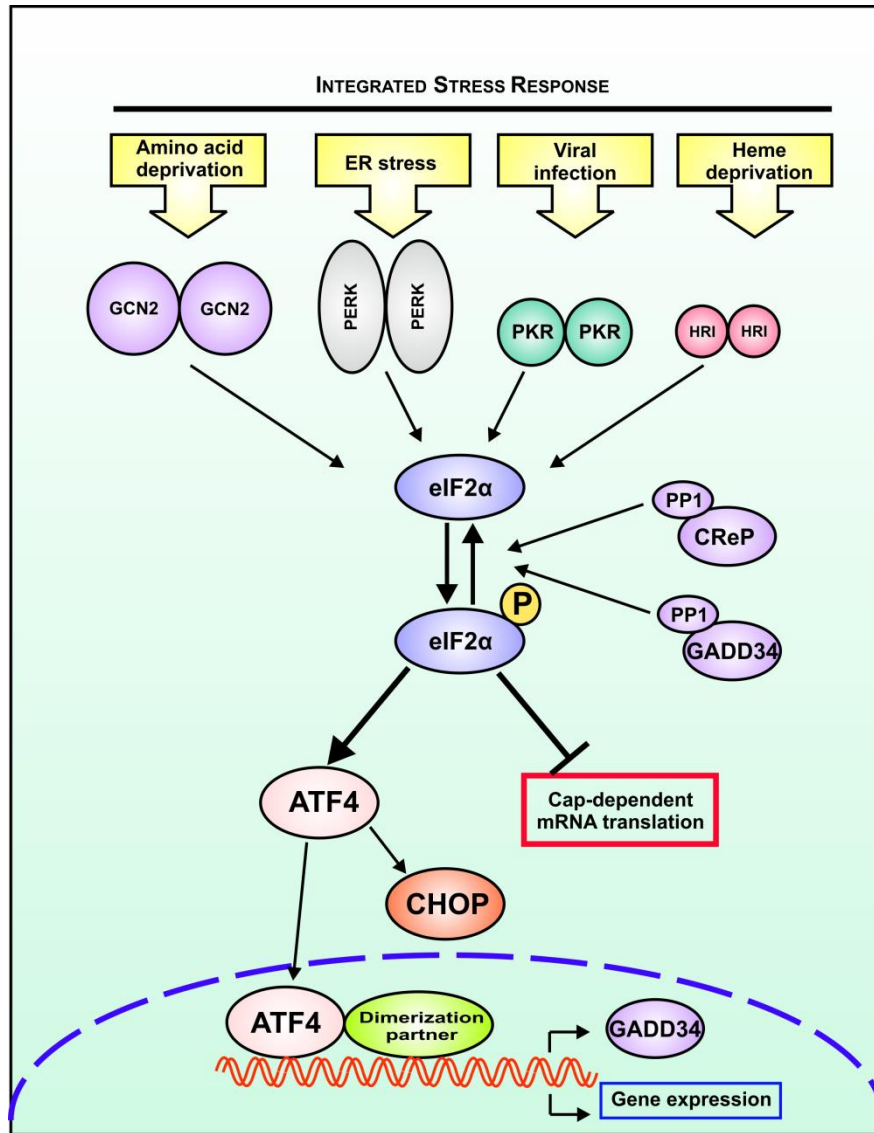 INTEGRATED STRESS RESPONSE
Amino acid
deprivation
ER stress
Viral
infection
Heme
deprivation
GCN2 GCN2
PERK PERK
PKR PKR
HRI HRI
eIF2α
PP1
CReP
P
eIF2α
PP1
GADD34
ATF4
Cap-dependent
mRNA translation
CHOP
ATF4
Dimerization
partner
GADD34
Gene expression